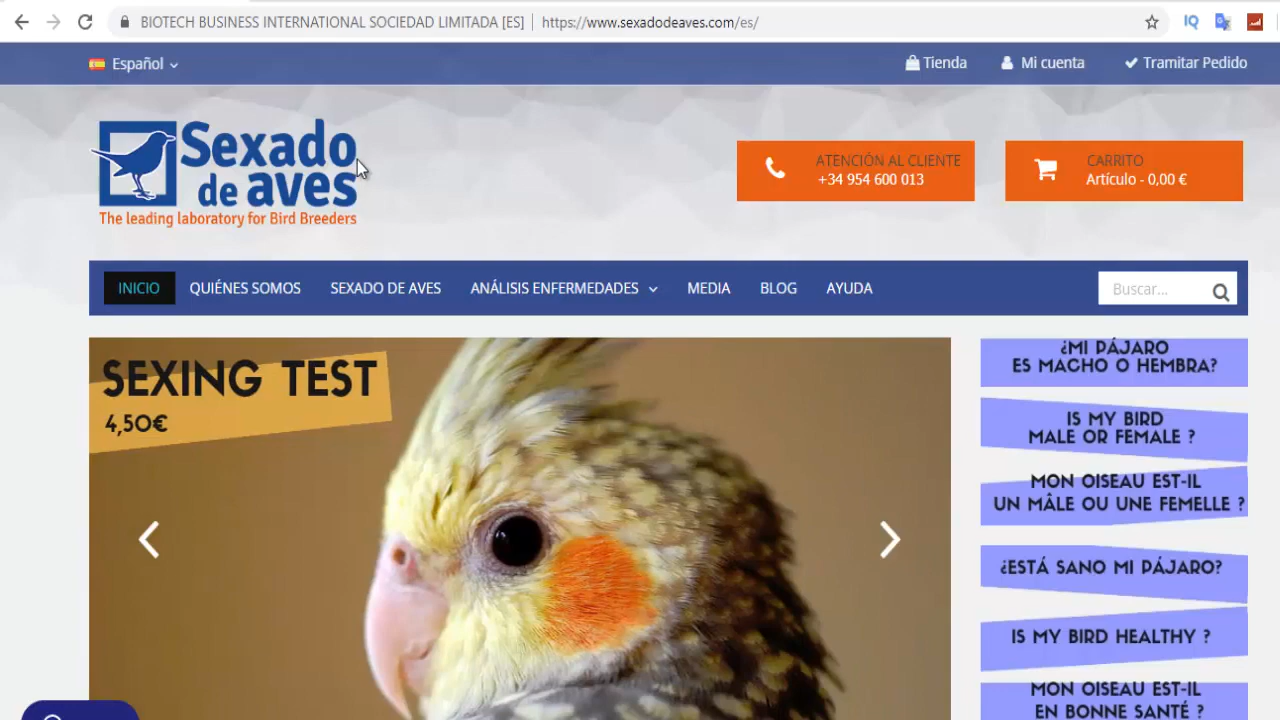 BIOTECH BUSINESS INTERNATIONAL SOCIEDAD LIMITADA [ES] | https://www.sexadodeaves.com/es/
IQ
Español
Tienda
Mi cuenta
Tramitar Pedido
Sexado
de aves
The leading laboratory for Bird Breeders
ATENCIÓN AL CLIENTE
+34 954 600 013
CARRITO
Artículo - 0,00 €
INICIO
QUIÉNES SOMOS
SEXADO DE AVES
ANÁLISIS ENFERMEDADES
MEDIA
BLOG
AYUDA
Buscar...
SEXING TEST
4,50€
¿MI PÁJARO
ES MACHO O HEMBRA?
IS MY BIRD
MALE OR FEMALE ?
MON OISEAU EST-IL
UN MÂLE OU UNE FEMELLE ?
¿ESTÁ SANO MI PÁJARO?
IS MY BIRD HEALTHY ?
MON OISEAU EST-IL
EN BONNE SANTÉ ?